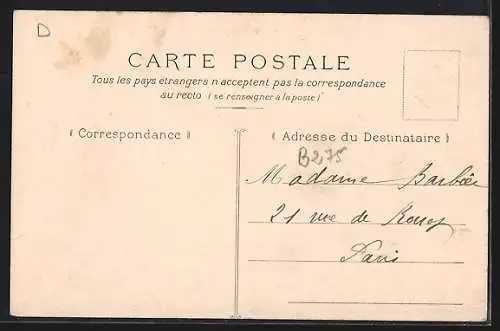 D
CARTE POSTALE
Tous les pays étrangers n'acceptent pas la correspondance
au recto (se renseigner à la poste)
(Correspondance)
(Adresse du Destinataire)
B275
Madame Barbée
21 rue de
Paris